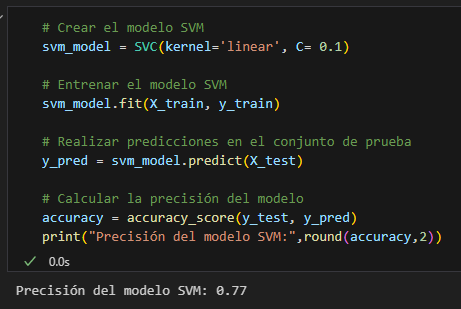 # Crear el modelo SVM
svm_model = SVC(kernel='linear', C= 0.1)
# Entrenar el modelo SVM
svm_model.fit(X_train, y_train)
# Realizar predicciones en el conjunto de prueba
y_pred = svm_model.predict(X_test)
# Calcular la precisión del modelo
accuracy = accuracy_score(y_test, y_pred)
print("Precisión del modelo SVM:",round(accuracy,2))
0.0s
Precisión del modelo SVM: 0.77